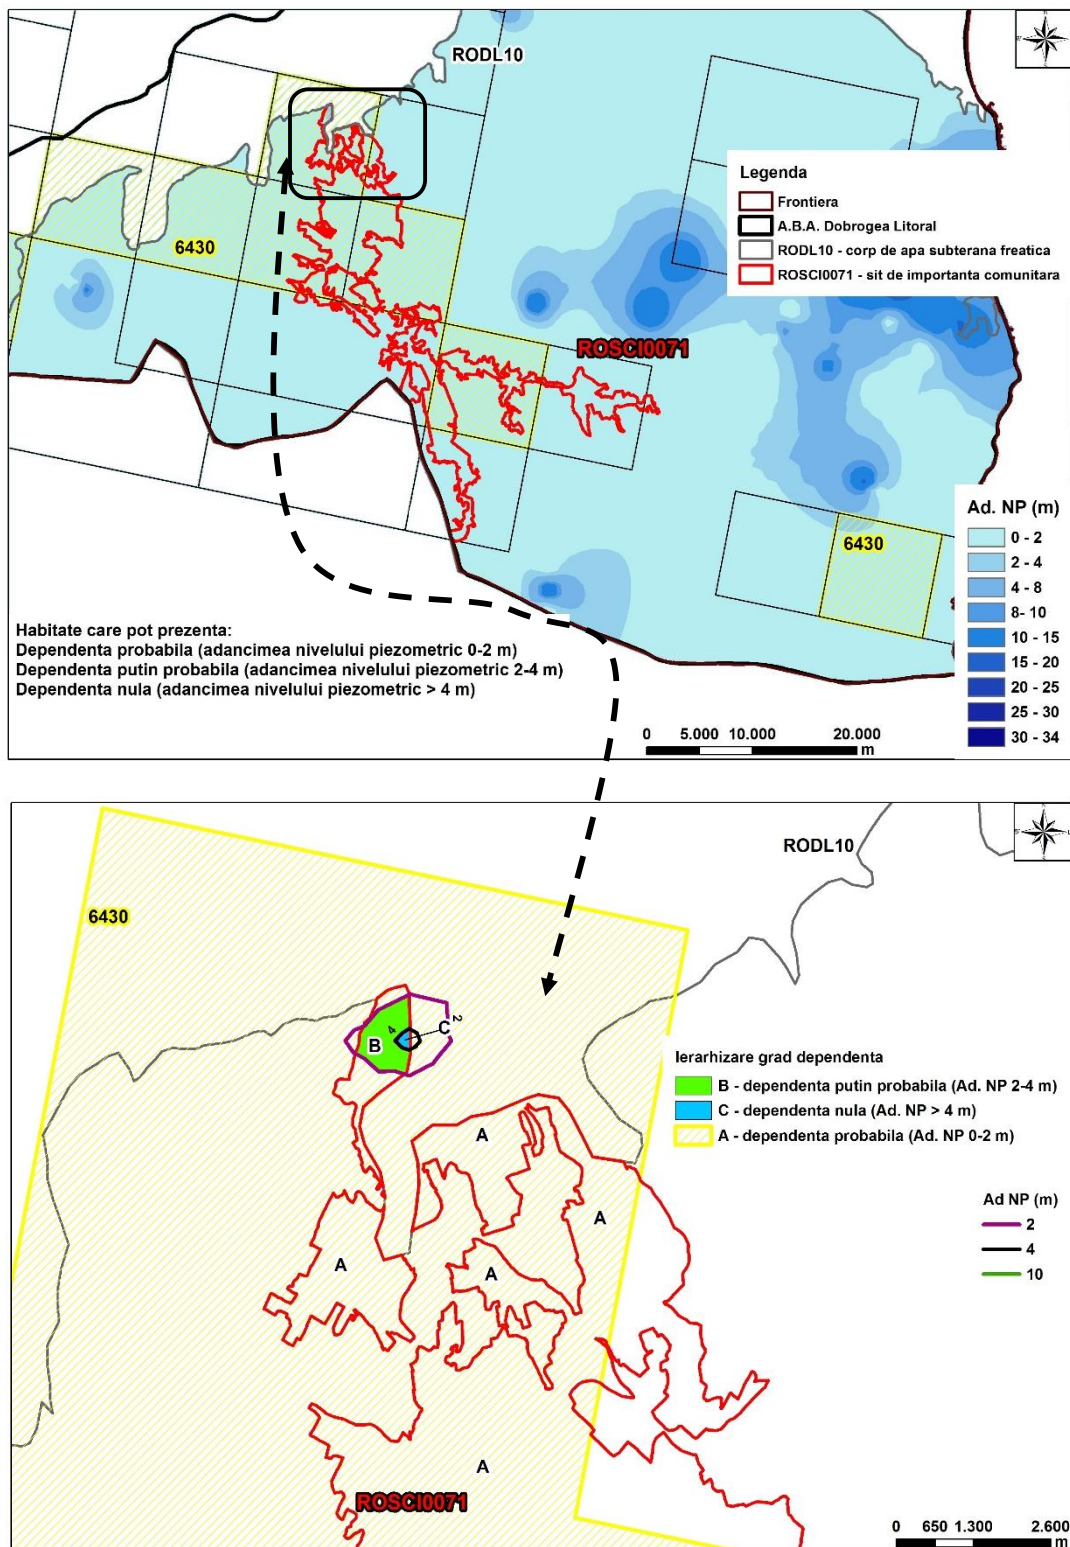 RODL10
Legenda
Frontiera
A.B.A. Dobrogea Litoral
RODL10 - corp de apa subterana freatica
ROSCI0071 - sit de importanta comunitara
6430
ROSCI0071
Ad. NP (m)
0 - 2
2 - 4
4 - 8
8- 10
10 - 15
15 - 20
20 - 25
25 - 30
30 - 34
6430
Habitate care pot prezenta:
Dependenta probabila (adancimea nivelului piezometric 0-2 m)
Dependenta putin probabila (adancimea nivelului piezometric 2-4 m)
Dependenta nula (adancimea nivelului piezometric > 4 m)
0 5.000 10.000 20.000
m
RODL10
6430
4
C
2
B
Ierarhizare grad dependenta
B - dependenta putin probabila (Ad. NP 2-4 m)
C - dependenta nula (Ad. NP > 4 m)
A - dependenta probabila (Ad. NP 0-2 m)
A
A
A
A
Ad NP (m)
2
4
10
A
ROSCI0071
0 650 1.300 2.600
m